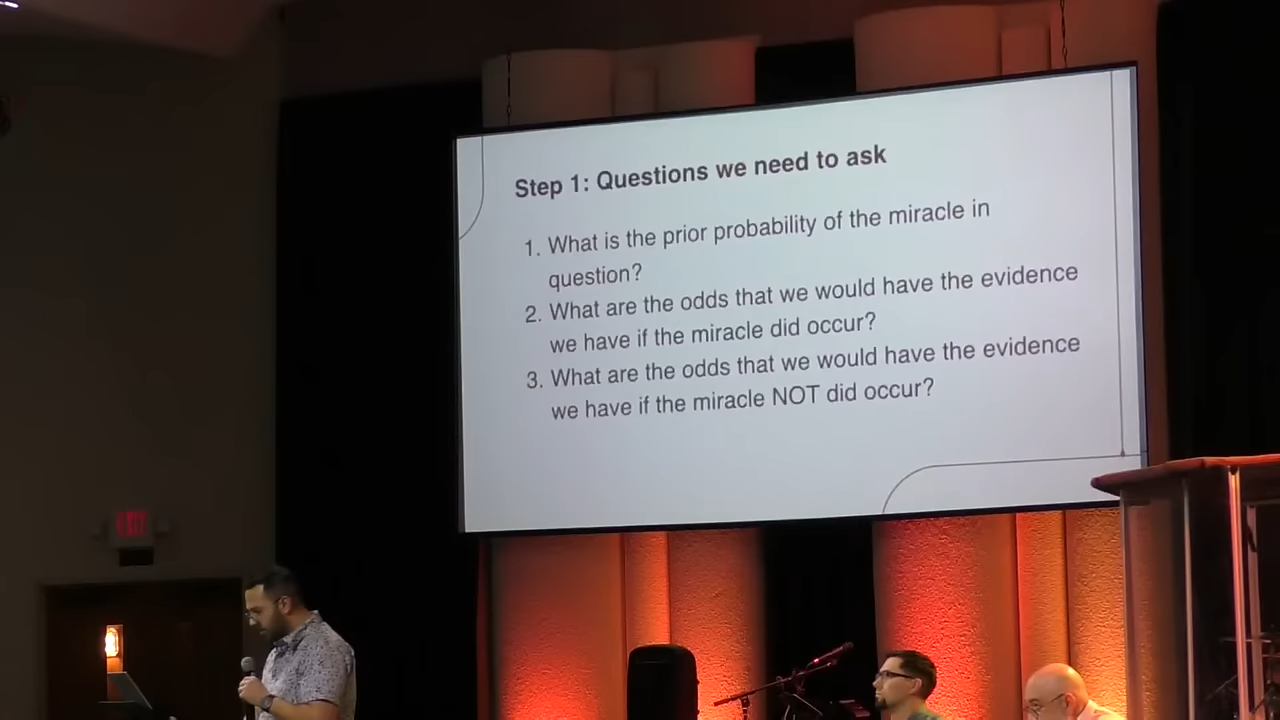 Step 1: Questions we need to ask
1. What is the prior probability of the miracle in
question?
2. What are the odds that we would have the evidence
we have if the miracle did occur?
3. What are the odds that we would have the evidence
we have if the miracle NOT did occur?
EXIT